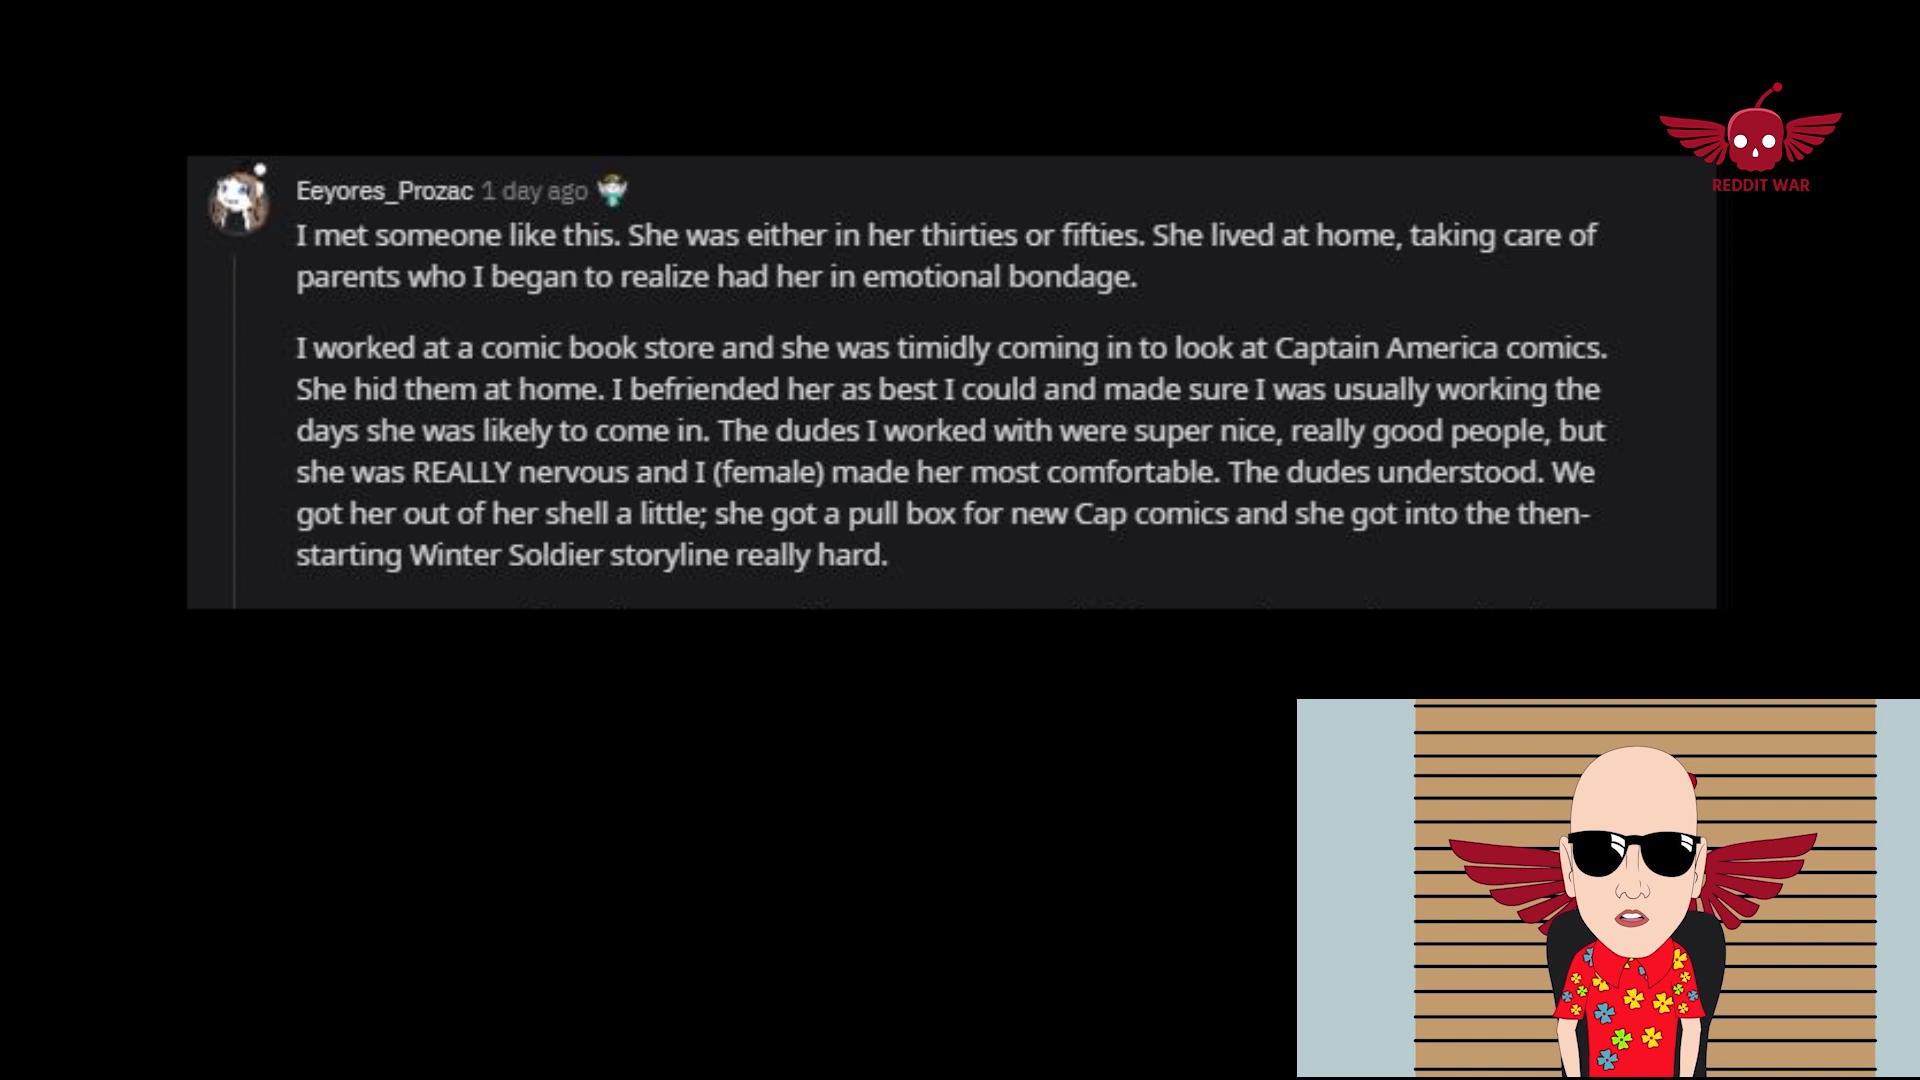 REDDIT WAR
Eeyores_Prozac 1 day ago
I met someone like this. She was either in her thirties or fifties. She lived at home, taking care of
parents who I began to realize had her in emotional bondage.
I worked at a comic book store and she was timidly coming in to look at Captain America comics.
She hid them at home. I befriended her as best I could and made sure I was usually working the
days she was likely to come in. The dudes I worked with were super nice, really good people, but
she was REALLY nervous and I (female) made her most comfortable. The dudes understood. We
got her out of her shell a little; she got a pull box for new Cap comics and she got into the then-
starting Winter Soldier storyline really hard.